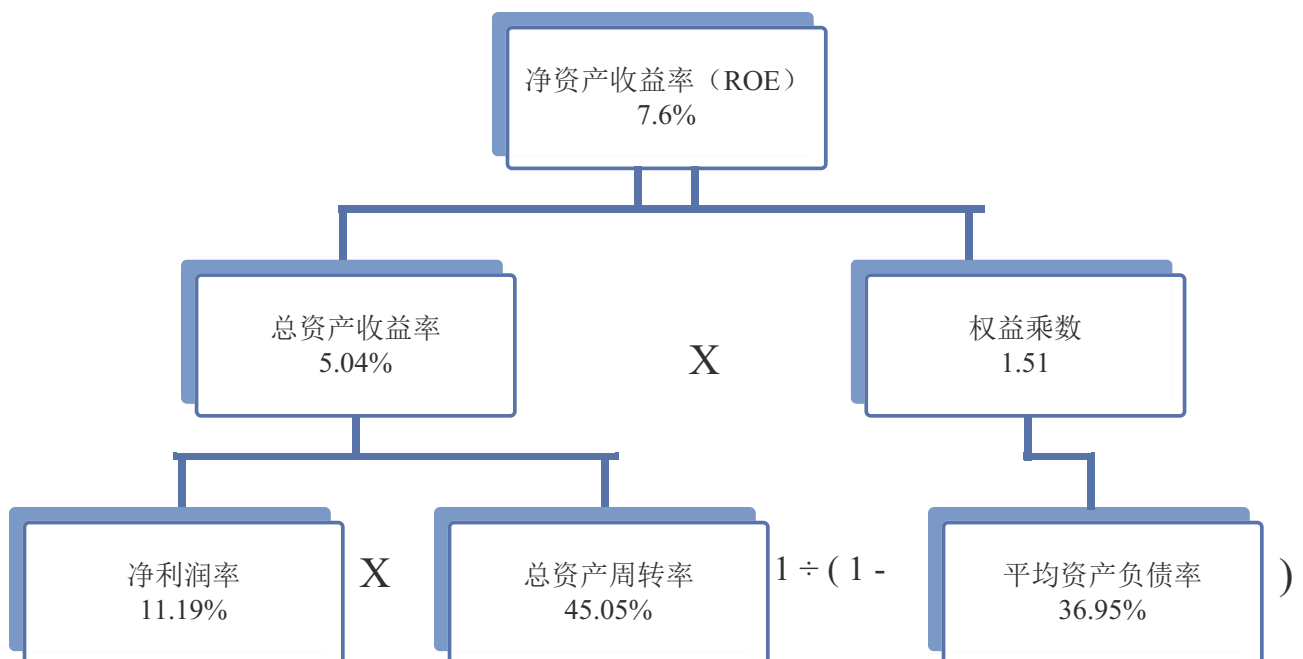 净资产收益率（ROE）
7.6%
总资产收益率
5.04%
X
权益乘数
1.51
净利润率
11.19%
X
总资产周转率
45.05%
1 ÷ ( 1 -
平均资产负债率
36.95%
)